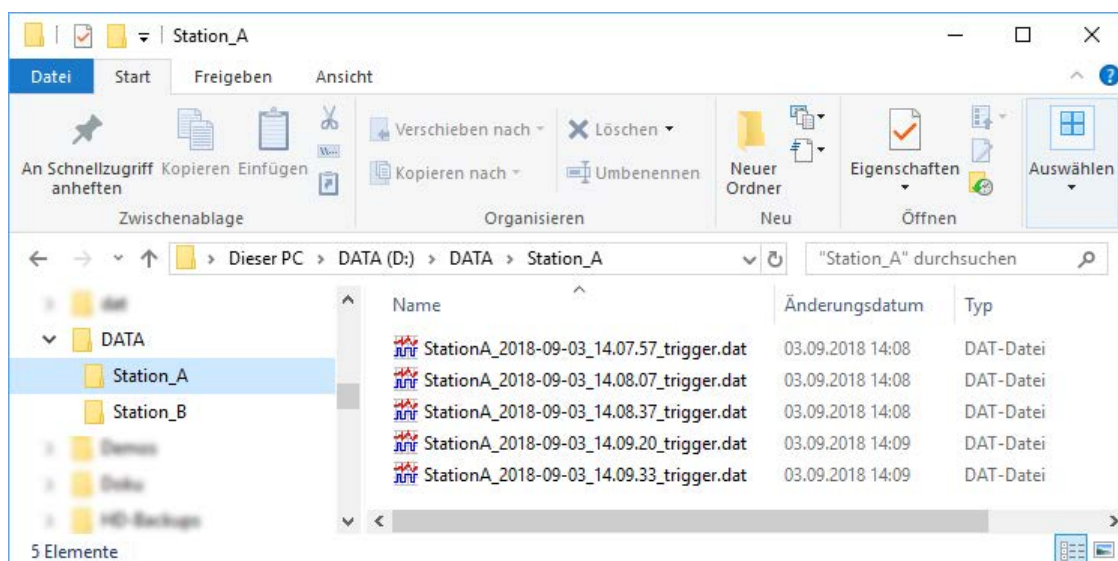 Station_A
Datei Start Freigeben Ansicht
An Schnellzugriff
anheften
Kopieren
Einfügen
Verschieben nach
Kopieren nach
Löschen
Umbenennen
Neuer
Ordner
Eigenschaften
Auswählen
Zwischenablage Organisieren Neu Öffnen
Dieser PC > DATA (D:) > DATA > Station_A
"Station_A" durchsuchen
DATA
Station_A
Station_B
Name Änderungsdatum Typ
StationA_2018-09-03_14.07.57_trigger.dat 03.09.2018 14:08 DAT-Datei
StationA_2018-09-03_14.08.07_trigger.dat 03.09.2018 14:08 DAT-Datei
StationA_2018-09-03_14.08.37_trigger.dat 03.09.2018 14:08 DAT-Datei
StationA_2018-09-03_14.09.20_trigger.dat 03.09.2018 14:09 DAT-Datei
StationA_2018-09-03_14.09.33_trigger.dat 03.09.2018 14:09 DAT-Datei
5 Elemente